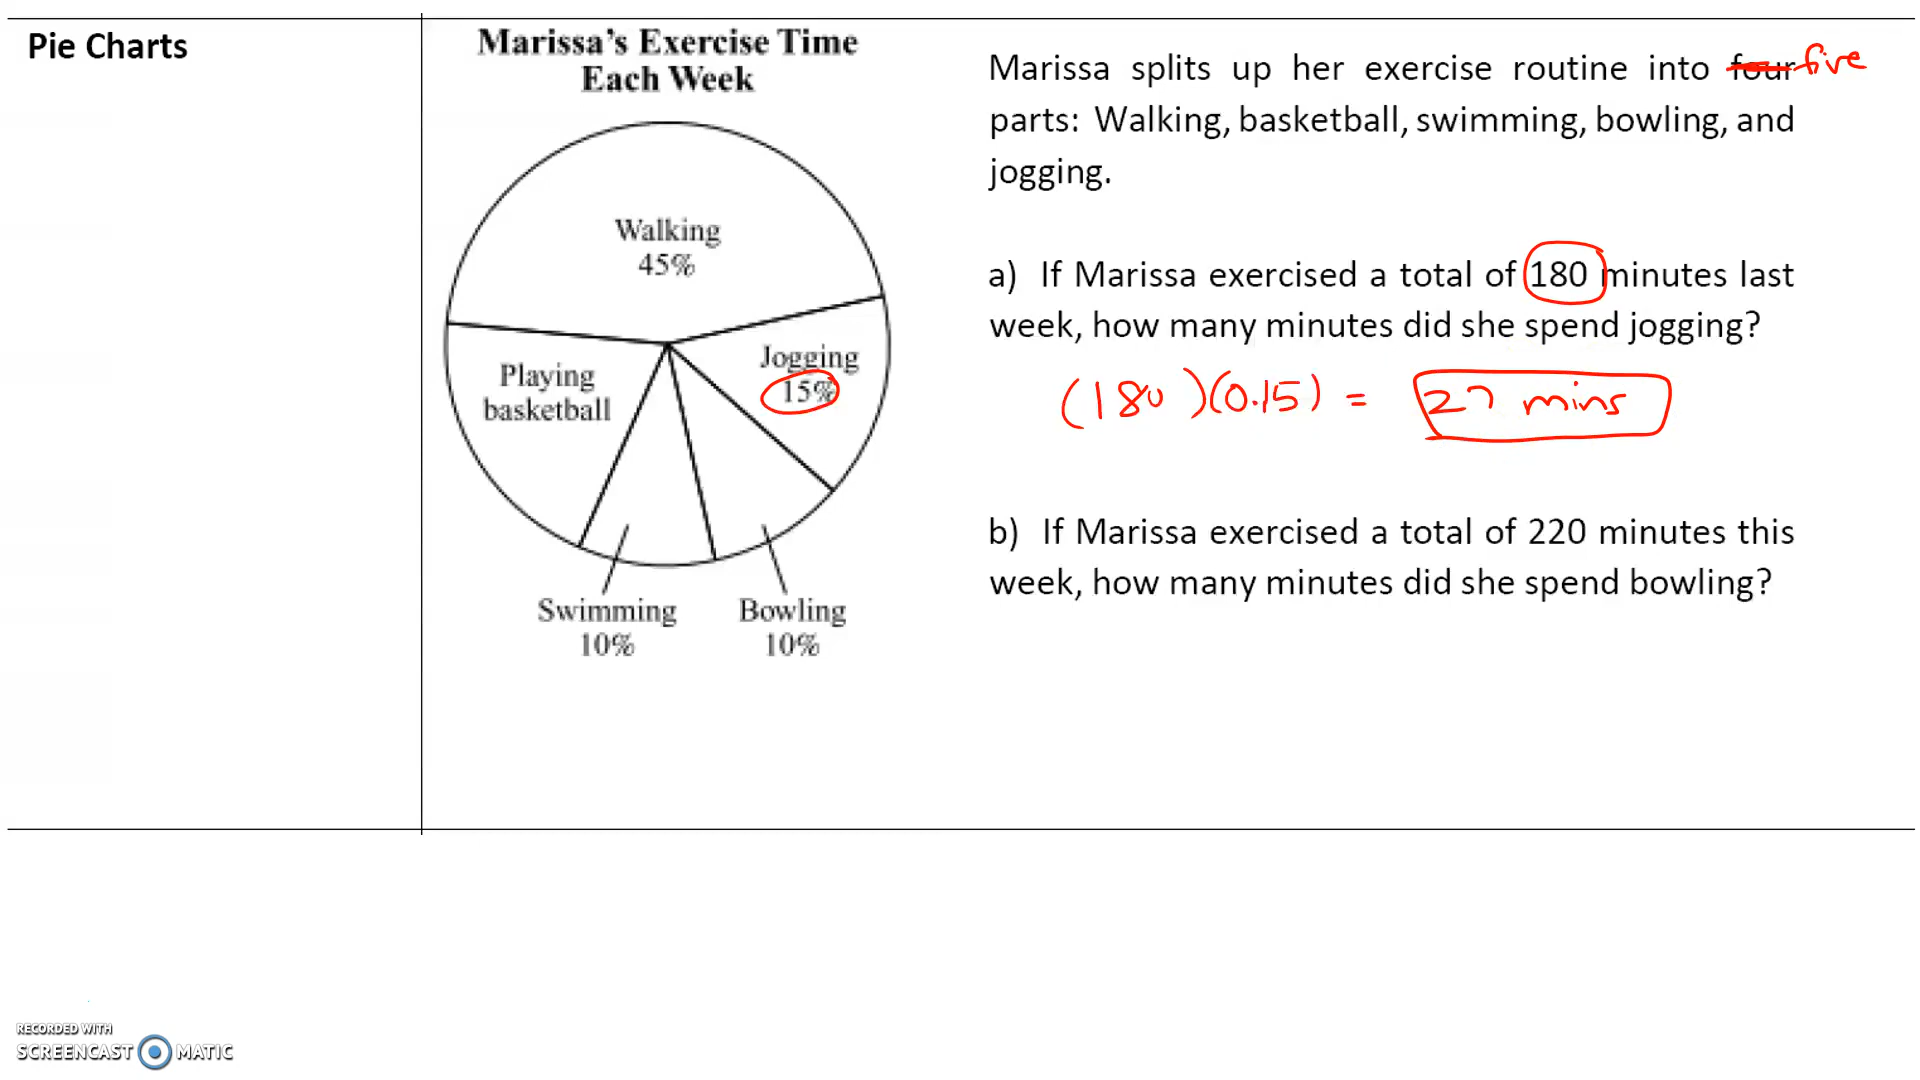 Pie Charts
Marissa's Exercise Time
Each Week
Walking
45%
Jogging
15%
Playing
basketball
Swimming
10%
Bowling
10%
Marissa splits up her exercise routine into four five
parts: Walking, basketball, swimming, bowling, and
jogging.
a) If Marissa exercised a total of 180 minutes last
week, how many minutes did she spend jogging?
(180)(0.15) = 27 mins
b) If Marissa exercised a total of 220 minutes this
week, how many minutes did she spend bowling?
RECORDED WITH
SCREENCAST MATIC